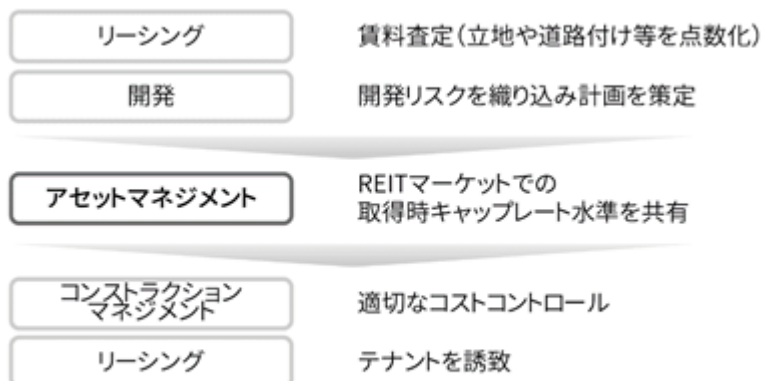 リーシング
賃料査定（立地や道路付け等を点数化）
開発
開発リスクを織り込み計画を策定
アセットマネジメント
REITマーケットでの
取得時キャップレート水準を共有
コンストラクション
マネジメント
適切なコストコントロール
リーシング
テナントを誘致